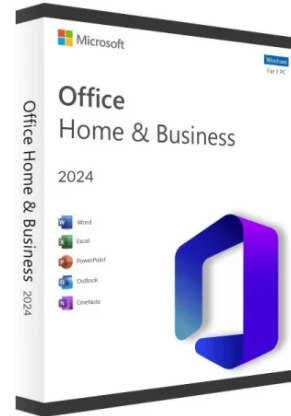 Microsoft
Windows
For 1 PC
Office
Home & Business
2024
Word
Excel
PowerPoint
Outlook
OneNote
Office Home & Business 2024